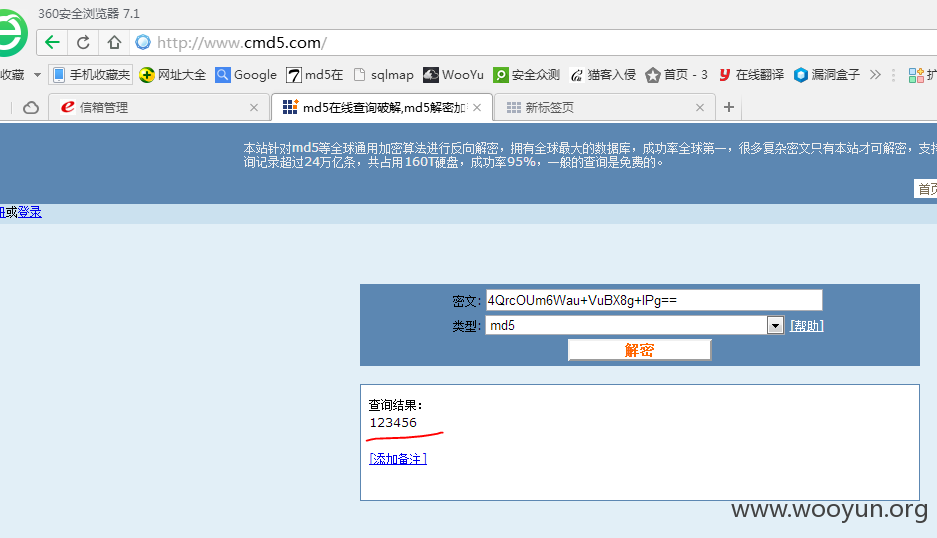 360安全浏览器 7.1
http://www.cmd5.com/
收藏 手机收藏夹 网址大全 Google md5在 sqlmap WooYu 安全众测 猫客入侵 首页 - 3 在线翻译 漏洞盒子 扩
信箱管理 md5在线查询破解,md5解密加 新标签页
本站针对md5等全球通用加密算法进行反向解密，拥有全球最大的数据库，成功率全球第一，很多复杂密文只有本站才可解密，支持
询记录超过24万亿条，共占用160T硬盘，成功率95%，一般的查询是免费的。
首页
或登录
密文: 4QrcOUm6Wau+VuBX8g+IPg==
类型: md5 [帮助]
解密
查询结果：
123456
[添加备注]
www.wooyun.org